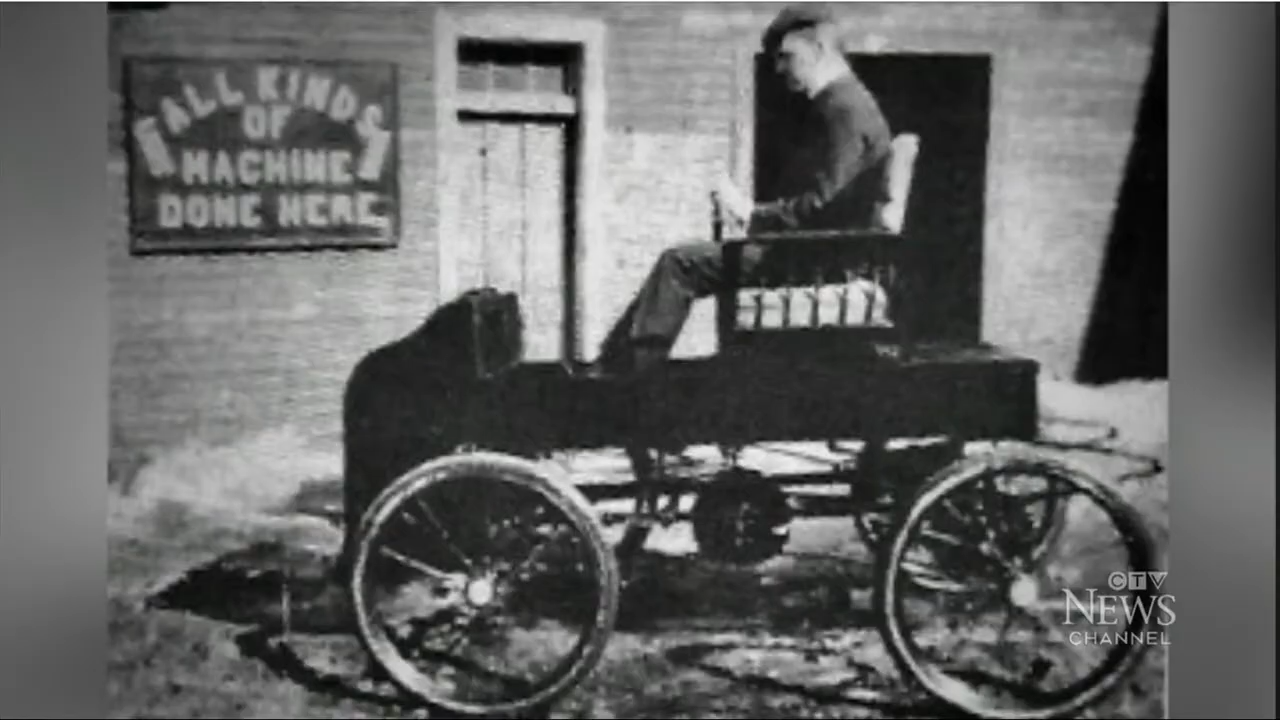 ALL KINDS
OF
MACHINE
DONE HERE
CTV
NEWS
CHANNEL